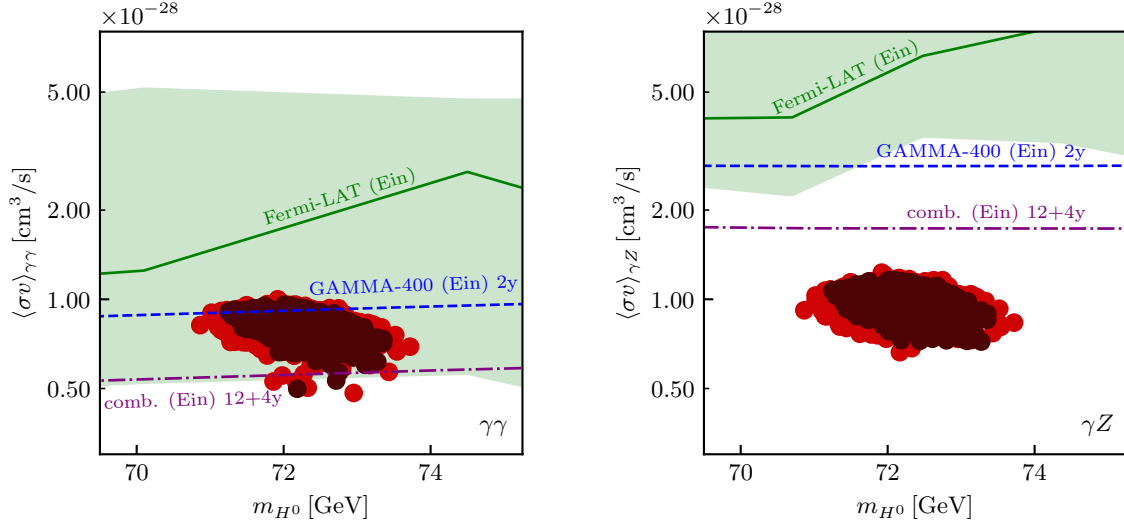 ×10−28
5.00
2.00
1.00
0.50
⟨σv⟩γγ [cm3/s]
Fermi-LAT (Ein)
GAMMA-400 (Ein) 2y
comb. (Ein) 12+4y
γγ
70 72 74
mH0 [GeV]
×10−28
5.00
2.00
1.00
0.50
⟨σv⟩γZ [cm3/s]
Fermi-LAT (Ein)
GAMMA-400 (Ein) 2y
comb. (Ein) 12+4y
γZ
70 72 74
mH0 [GeV]